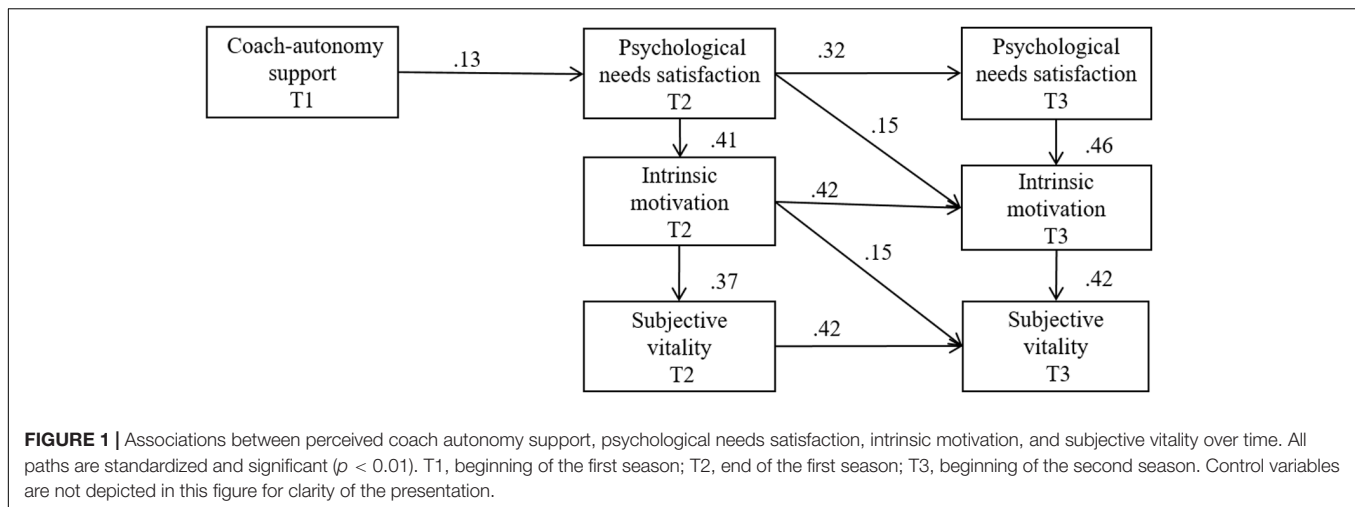 Coach-autonomy
support
T1
.13
Psychological
needs satisfaction
T2
.32
Psychological
needs satisfaction
T3
.41
.15
.46
Intrinsic
motivation
T2
.42
Intrinsic
motivation
T3
.37
.15
.42
Subjective
vitality
T2
.42
Subjective
vitality
T3
FIGURE 1 | Associations between perceived coach autonomy support, psychological needs satisfaction, intrinsic motivation, and subjective vitality over time. All
paths are standardized and significant (p < 0.01). T1, beginning of the first season; T2, end of the first season; T3, beginning of the second season. Control variables
are not depicted in this figure for clarity of the presentation.